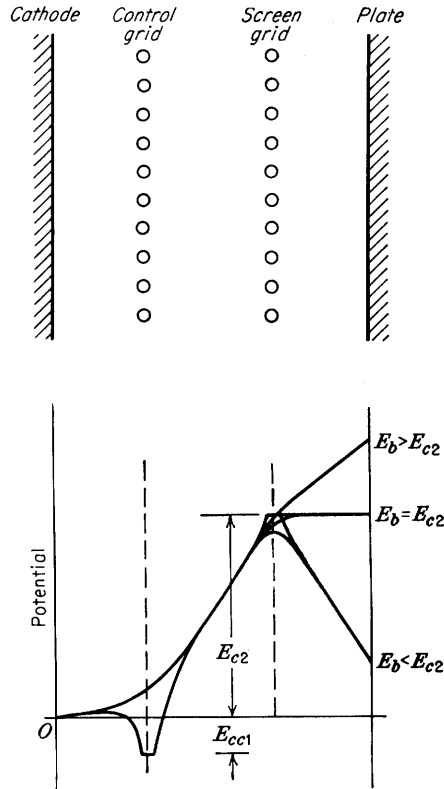 Cathode
Control
grid
Screen
grid
Plate
E_b>E_c2
E_b=E_c2
Potential
E_c2
E_b<E_c2
O
E_cc1